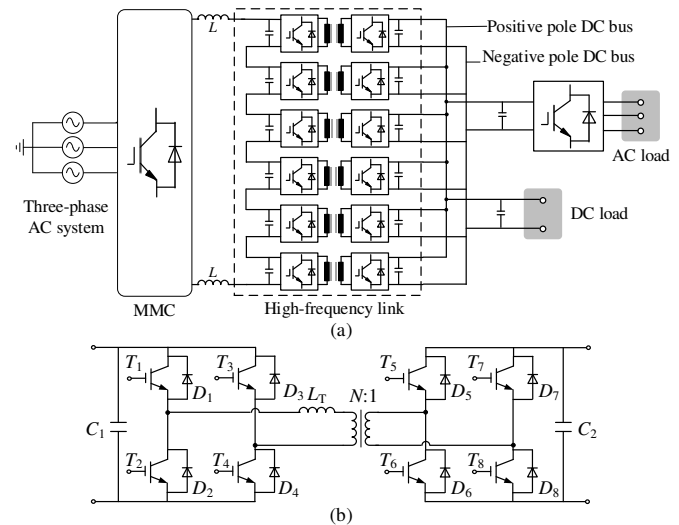 L
Positive pole DC bus
Negative pole DC bus
AC load
Three-phase
AC system
DC load
L
MMC
High-frequency link
(a)
T1
T3
T5
T7
D1
D3
LT
N:1
D5
D7
C1
C2
T2
T4
T6
T8
D2
D4
D6
D8
(b)